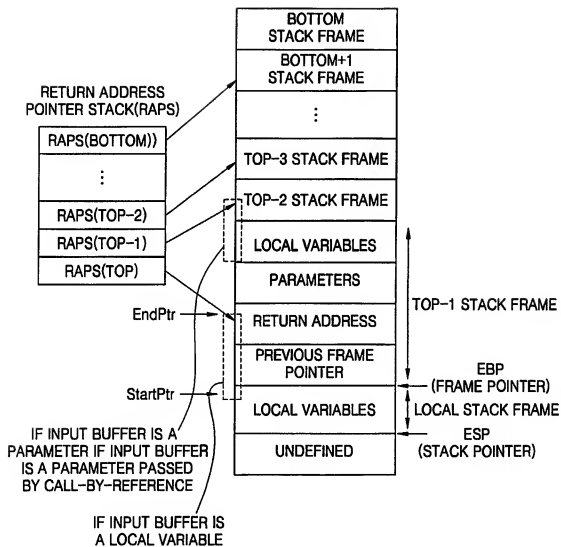 BOTTOM
STACK FRAME
BOTTOM+1
STACK FRAME
⋮
TOP-3 STACK FRAME
TOP-2 STACK FRAME
LOCAL VARIABLES
PARAMETERS
RETURN ADDRESS
PREVIOUS FRAME
POINTER
LOCAL VARIABLES
UNDEFINED
RETURN ADDRESS
POINTER STACK(RAPS)
RAPS(BOTTOM))
⋮
RAPS(TOP-2)
RAPS(TOP-1)
RAPS(TOP)
EndPtr
StartPtr
IF INPUT BUFFER IS A
PARAMETER IF INPUT BUFFER
IS A PARAMETER PASSED
BY CALL-BY-REFERENCE
IF INPUT BUFFER IS
A LOCAL VARIABLE
TOP-1 STACK FRAME
EBP
(FRAME POINTER)
LOCAL STACK FRAME
ESP
(STACK POINTER)